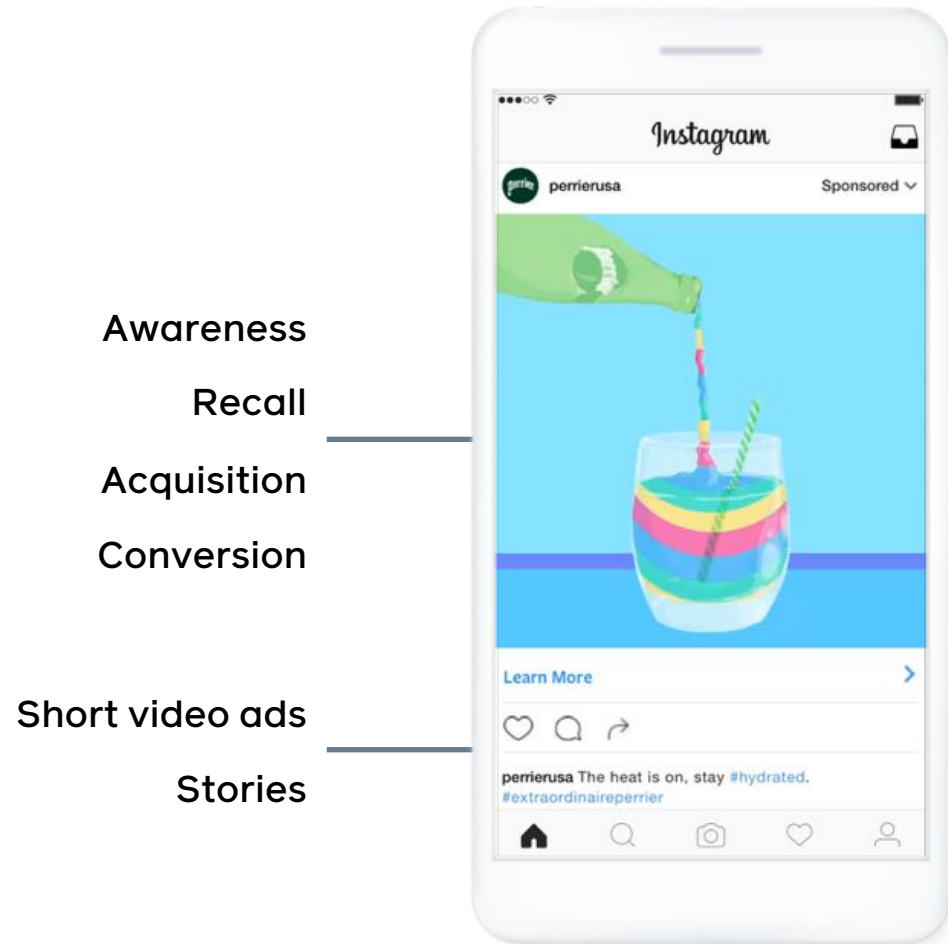 Awareness
Recall
Acquisition
Conversion
Short video ads
Stories
Instagram
perrier
perrierusa
Sponsored
Learn More
perrierusa The heat is on, stay #hydrated.
#extraordinaireperrier